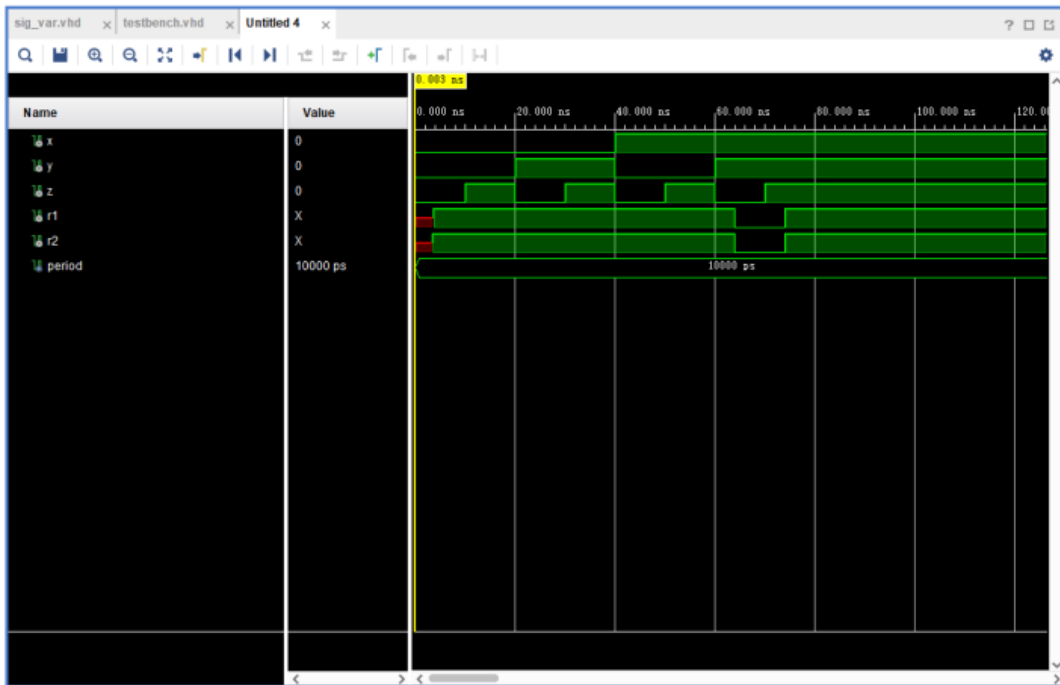 sig_var.vhd × testbench.vhd × Untitled 4 ×
0.003 ns
Name Value
0.000 ns 20.000 ns 40.000 ns 60.000 ns 80.000 ns 100.000 ns 120.0
x 0
y 0
z 0
r1 X
r2 X
period 10000 ps 10000 ps